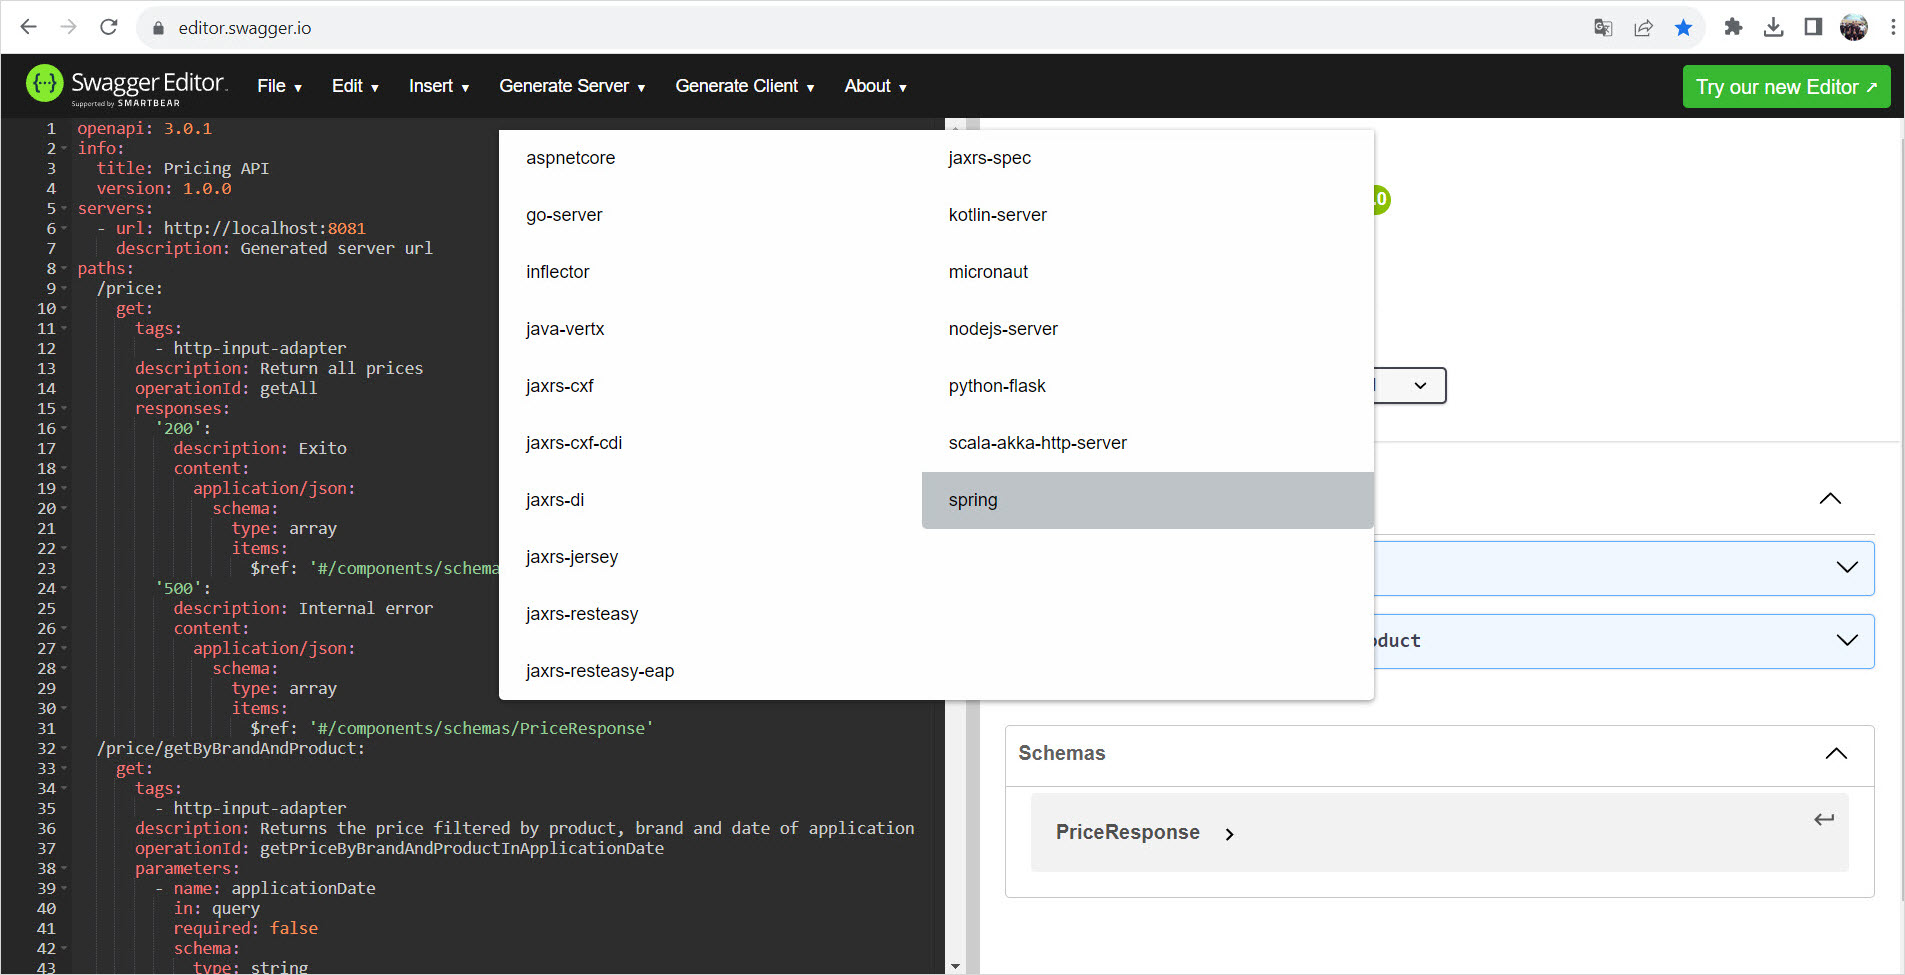 editor.swagger.io
Swagger Editor.
Supported by SMARTBEAR
File ▾ Edit ▾ Insert ▾ Generate Server ▾ Generate Client ▾ About ▾
Try our new Editor ↗
1 openapi: 3.0.1
2 info:
3 title: Pricing API
4 version: 1.0.0
5 servers:
6 - url: http://localhost:8081
7 description: Generated server url
8 paths:
9 /price:
10 get:
11 tags:
12 - http-input-adapter
13 description: Return all prices
14 operationId: getAll
15 responses:
16 '200':
17 description: Exito
18 content:
19 application/json:
20 schema:
21 type: array
22 items:
23 $ref: '#/components/schema
24 '500':
25 description: Internal error
26 content:
27 application/json:
28 schema:
29 type: array
30 items:
31 $ref: '#/components/schemas/PriceResponse'
32 /price/getByBrandAndProduct:
33 get:
34 tags:
35 - http-input-adapter
36 description: Returns the price filtered by product, brand and date of application
37 operationId: getPriceByBrandAndProductInApplicationDate
38 parameters:
39 - name: applicationDate
40 in: query
41 required: false
42 schema:
43 type: string
aspnetcore
go-server
inflector
java-vertx
jaxrs-cxf
jaxrs-cxf-cdi
jaxrs-di
jaxrs-jersey
jaxrs-resteasy
jaxrs-resteasy-eap
jaxrs-spec
kotlin-server
micronaut
nodejs-server
python-flask
scala-akka-http-server
spring
.0
oduct
Schemas
PriceResponse